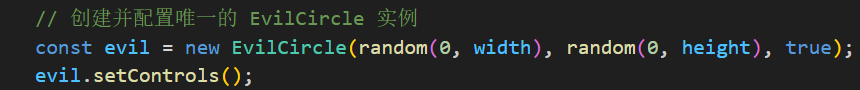 // 创建并配置唯一的 EvilCircle 实例
const evil = new EvilCircle(random(0, width), random(0, height), true);
evil.setControls();